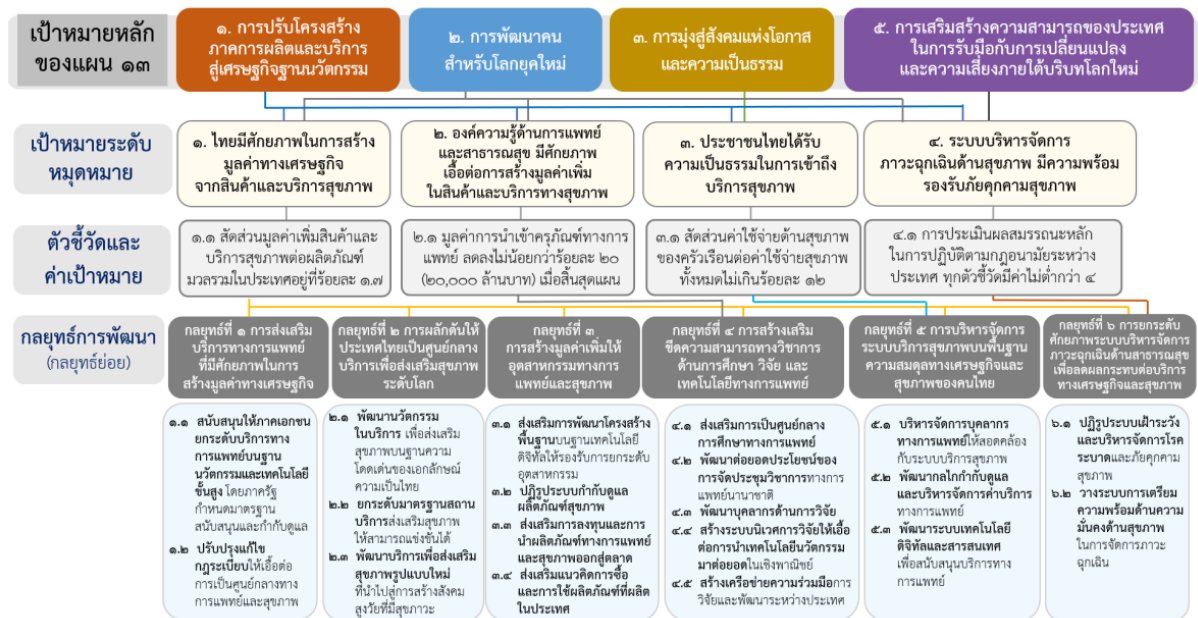 เป้าหมายหลัก
ของแผน ๑๓
๑. การปรับโครงสร้าง
ภาคการผลิตและบริการ
สู่เศรษฐกิจฐานนวัตกรรม
๒. การพัฒนาคน
สำหรับโลกยุคใหม่
๓. การมุ่งสู่สังคมแห่งโอกาส
และความเป็นธรรม
๕. การเสริมสร้างความสามารถของประเทศ
ในการรับมือกับการเปลี่ยนแปลง
และความเสี่ยงภายใต้บริบทโลกใหม่
เป้าหมายระดับ
หมุดหมาย
๑. ไทยมีศักยภาพในการสร้าง
มูลค่าทางเศรษฐกิจ
จากสินค้าและบริการสุขภาพ
๒. องค์ความรู้ด้านการแพทย์
และสาธารณสุข มีศักยภาพ
เอื้อต่อการสร้างมูลค่าเพิ่ม
ในสินค้าและบริการทางสุขภาพ
๓. ประชาชนไทยได้รับ
ความเป็นธรรมในการเข้าถึง
บริการสุขภาพ
๔. ระบบบริหารจัดการ
ภาวะฉุกเฉินด้านสุขภาพ มีความพร้อม
รองรับภัยคุกคามสุขภาพ
ตัวชี้วัดและ
ค่าเป้าหมาย
๑.๑ สัดส่วนมูลค่าเพิ่มสินค้าและ
บริการสุขภาพต่อผลิตภัณฑ์
มวลรวมในประเทศอยู่ที่ร้อยละ ๑.๗
๒.๑ มูลค่าการนำเข้าครุภัณฑ์ทางการ
แพทย์ ลดลงไม่น้อยกว่าร้อยละ ๒๐
(๒๐,๐๐๐ ล้านบาท) เมื่อสิ้นสุดแผน
๓.๑ สัดส่วนค่าใช้จ่ายด้านสุขภาพ
ของครัวเรือนต่อค่าใช้จ่ายสุขภาพ
ทั้งหมดไม่เกินร้อยละ ๑๒
๔.๑ การประเมินผลสมรรถนะหลัก
ในการปฏิบัติตามกฎอนามัยระหว่าง
ประเทศ ทุกตัวชี้วัดมีค่าไม่ต่ำกว่า ๔
กลยุทธ์การพัฒนา
(กลยุทธ์ย่อย)
กลยุทธ์ที่ ๑ การส่งเสริม
บริการทางการแพทย์
ที่มีศักยภาพในการ
สร้างมูลค่าทางเศรษฐกิจ
กลยุทธ์ที่ ๒ การผลักดันให้
ประเทศไทยเป็นศูนย์กลาง
บริการเพื่อส่งเสริมสุขภาพ
ระดับโลก
กลยุทธ์ที่ ๓
การสร้างมูลค่าเพิ่มให้
อุตสาหกรรมทางการ
แพทย์และสุขภาพ
กลยุทธ์ที่ ๔ การสร้างเสริม
ขีดความสามารถทางวิชาการ
ด้านการศึกษา วิจัย และ
เทคโนโลยีทางการแพทย์
กลยุทธ์ที่ ๕ การบริหารจัดการ
ระบบบริการสุขภาพบนพื้นฐาน
ความสมดุลทางเศรษฐกิจและ
สุขภาพของคนไทย
กลยุทธ์ที่ ๖ การยกระดับ
ศักยภาพระบบบริหารจัดการ
ภาวะฉุกเฉินด้านสาธารณสุข
เพื่อลดผลกระทบต่อบริการ
ทางเศรษฐกิจและสุขภาพ
๑.๑ สนับสนุนให้ภาคเอกชน
ยกระดับบริการทาง
การแพทย์บนฐาน
นวัตกรรมและเทคโนโลยี
ขั้นสูง โดยภาครัฐ
กำหนดมาตรฐาน
สนับสนุนและกำกับดูแล
๑.๒ ปรับปรุงแก้ไข
กฎระเบียบให้เอื้อต่อ
การเป็นศูนย์กลางทาง
การแพทย์และสุขภาพ
๒.๑ พัฒนานวัตกรรม
ในบริการ เพื่อส่งเสริม
สุขภาพบนฐานความ
โดดเด่นของเอกลักษณ์
ความเป็นไทย
๒.๒ ยกระดับมาตรฐานสถาน
บริการส่งเสริมสุขภาพ
ให้สามารถแข่งขันได้
๒.๓ พัฒนาบริการเพื่อส่งเสริม
สุขภาพรูปแบบใหม่
ที่นำไปสู่การสร้างสังคม
สูงวัยที่มีสุขภาวะ
๓.๑ ส่งเสริมการพัฒนาโครงสร้าง
พื้นฐานบนฐานเทคโนโลยี
ดิจิทัลให้รองรับการยกระดับ
อุตสาหกรรม
๓.๒ ปฏิรูประบบกำกับดูแล
ผลิตภัณฑ์สุขภาพ
๓.๓ ส่งเสริมการลงทุนและการ
นำผลิตภัณฑ์ทางการแพทย์
และสุขภาพออกสู่ตลาด
๓.๔ ส่งเสริมแนวคิดการซื้อ
และการใช้ผลิตภัณฑ์ที่ผลิต
ในประเทศ
๔.๑ ส่งเสริมการเป็นศูนย์กลาง
การศึกษาทางการแพทย์
๔.๒ พัฒนาต่อยอดประโยชน์ของ
การจัดประชุมวิชาการทางการ
แพทย์นานาชาติ
๔.๓ พัฒนาบุคลากรด้านการวิจัย
๔.๔ สร้างระบบนิเวศการวิจัยให้เอื้อ
ต่อการนำเทคโนโลยีนวัตกรรม
มาต่อยอดในเชิงพาณิชย์
๔.๕ สร้างเครือข่ายความร่วมมือการ
วิจัยและพัฒนาระหว่างประเทศ
๕.๑ บริหารจัดการบุคลากร
ทางการแพทย์ให้สอดคล้อง
กับระบบบริการสุขภาพ
๕.๒ พัฒนากลไกกำกับดูแล
และบริหารจัดการค่าบริการ
ทางการแพทย์
๕.๓ พัฒนาระบบเทคโนโลยี
ดิจิทัลและสารสนเทศ
เพื่อสนับสนุนบริการทาง
การแพทย์
๖.๑ ปฏิรูประบบเฝ้าระวัง
และบริหารจัดการโรค
ระบาดและภัยคุกคาม
สุขภาพ
๖.๒ วางระบบการเตรียม
ความพร้อมด้านความ
มั่นคงด้านสุขภาพ
ในการจัดการภาวะ
ฉุกเฉิน